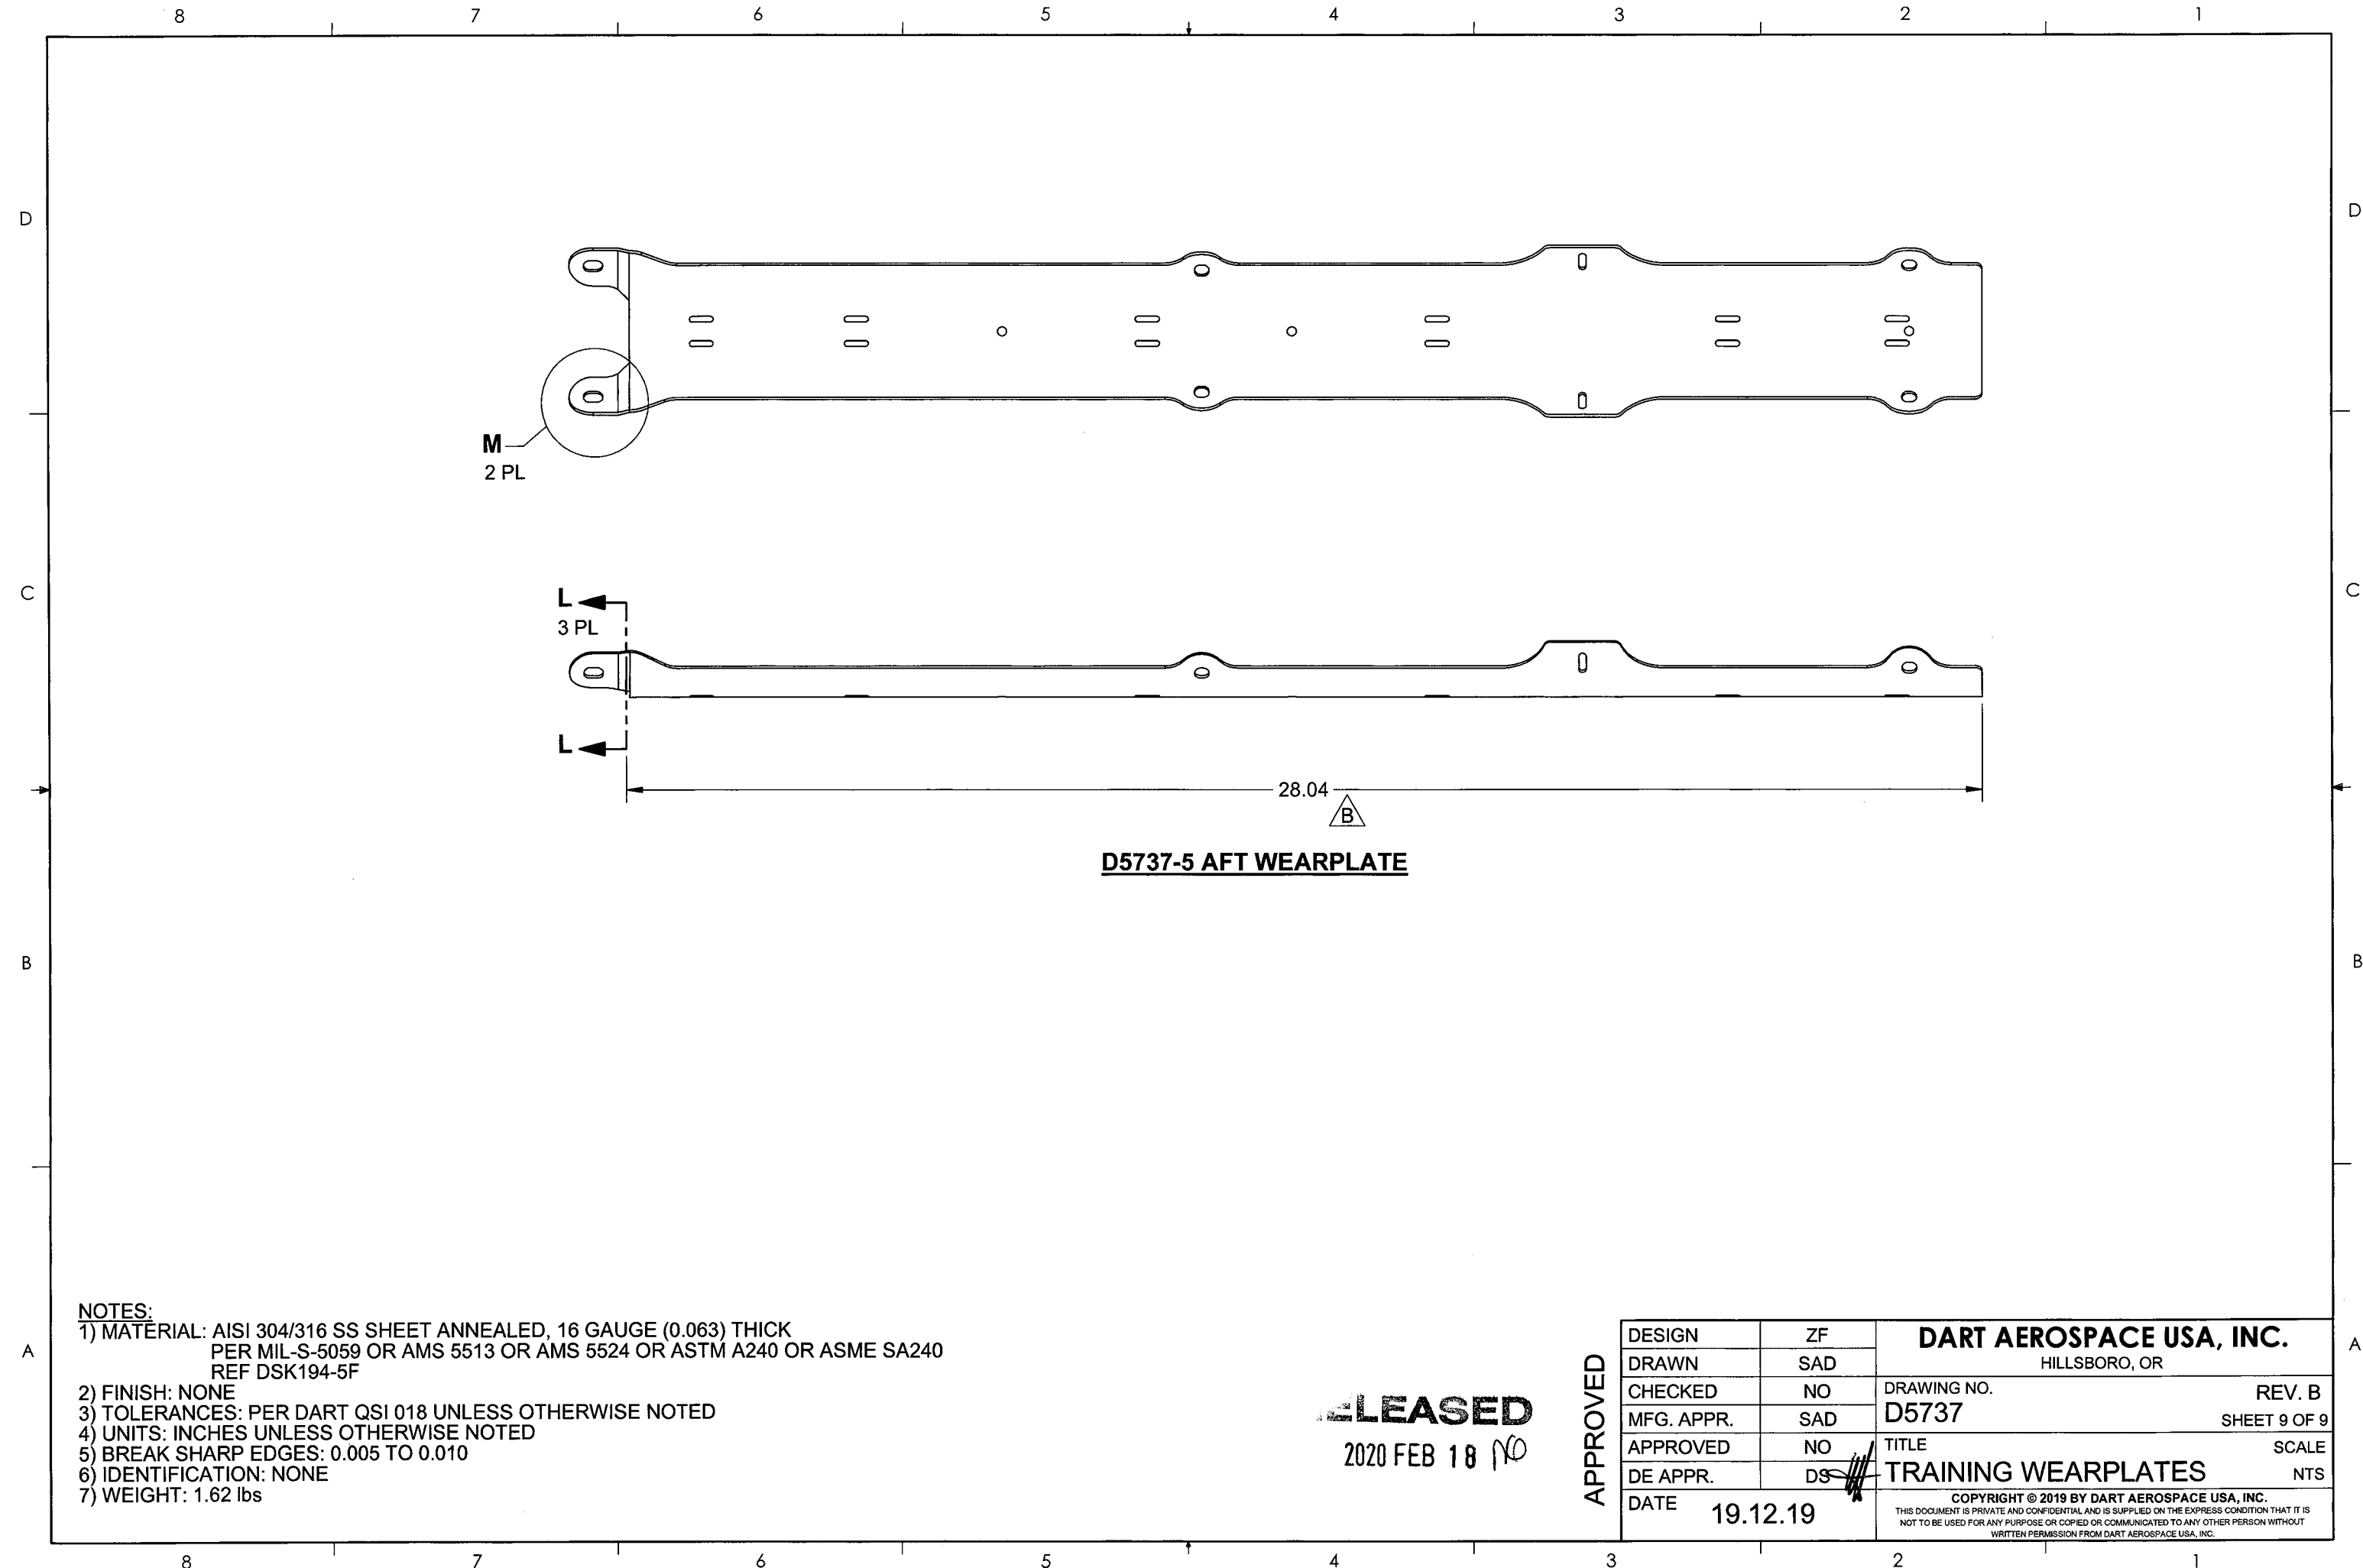 8 7 6 5 4 3 2 1
D D
M
2 PL
C C
L
3 PL
L
28.04
B
D5737-5 AFT WEARPLATE
B B
NOTES:
1) MATERIAL: AISI 304/316 SS SHEET ANNEALED, 16 GAUGE (0.063) THICK
PER MIL-S-5059 OR AMS 5513 OR AMS 5524 OR ASTM A240 OR ASME SA240
REF DSK194-5F
2) FINISH: NONE
3) TOLERANCES: PER DART QSI 018 UNLESS OTHERWISE NOTED
4) UNITS: INCHES UNLESS OTHERWISE NOTED
5) BREAK SHARP EDGES: 0.005 TO 0.010
6) IDENTIFICATION: NONE
7) WEIGHT: 1.62 lbs
A A
ELEASED
2020 FEB 18 NO
APPROVED
DESIGN ZF
DRAWN SAD
CHECKED NO
MFG. APPR. SAD
APPROVED NO
DE APPR. DS
DATE 19.12.19
DART AEROSPACE USA, INC.
HILLSBORO, OR
DRAWING NO. REV. B
D5737 SHEET 9 OF 9
TITLE SCALE
TRAINING WEARPLATES NTS
COPYRIGHT © 2019 BY DART AEROSPACE USA, INC.
THIS DOCUMENT IS PRIVATE AND CONFIDENTIAL AND IS SUPPLIED ON THE EXPRESS CONDITION THAT IT IS
NOT TO BE USED FOR ANY PURPOSE OR COPIED OR COMMUNICATED TO ANY OTHER PERSON WITHOUT
WRITTEN PERMISSION FROM DART AEROSPACE USA, INC.
8 7 6 5 4 3 2 1